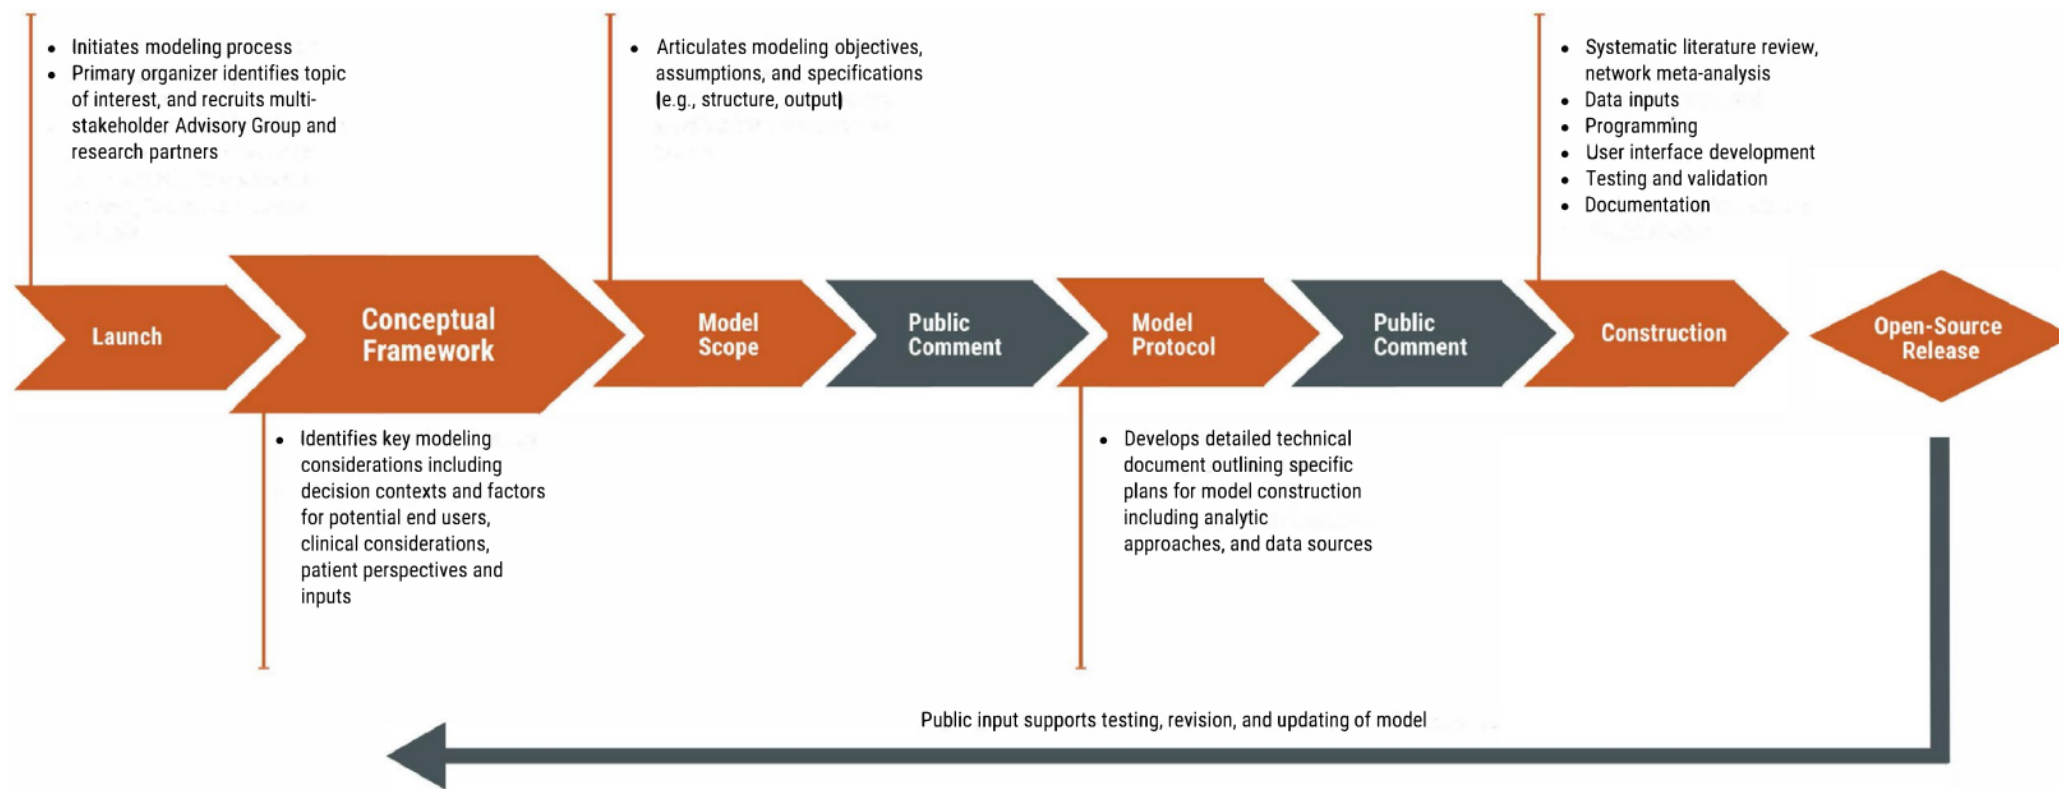 • Initiates modeling process
• Primary organizer identifies topic
of interest, and recruits multi-
stakeholder Advisory Group and
research partners
• Articulates modeling objectives,
assumptions, and specifications
(e.g., structure, output)
• Systematic literature review,
network meta-analysis
• Data inputs
• Programming
• User interface development
• Testing and validation
• Documentation
Launch
Conceptual
Framework
Model
Scope
Public
Comment
Model
Protocol
Public
Comment
Construction
Open-Source
Release
• Identifies key modeling
considerations including
decision contexts and factors
for potential end users,
clinical considerations,
patient perspectives and
inputs
• Develops detailed technical
document outlining specific
plans for model construction
including analytic
approaches, and data sources
Public input supports testing, revision, and updating of model